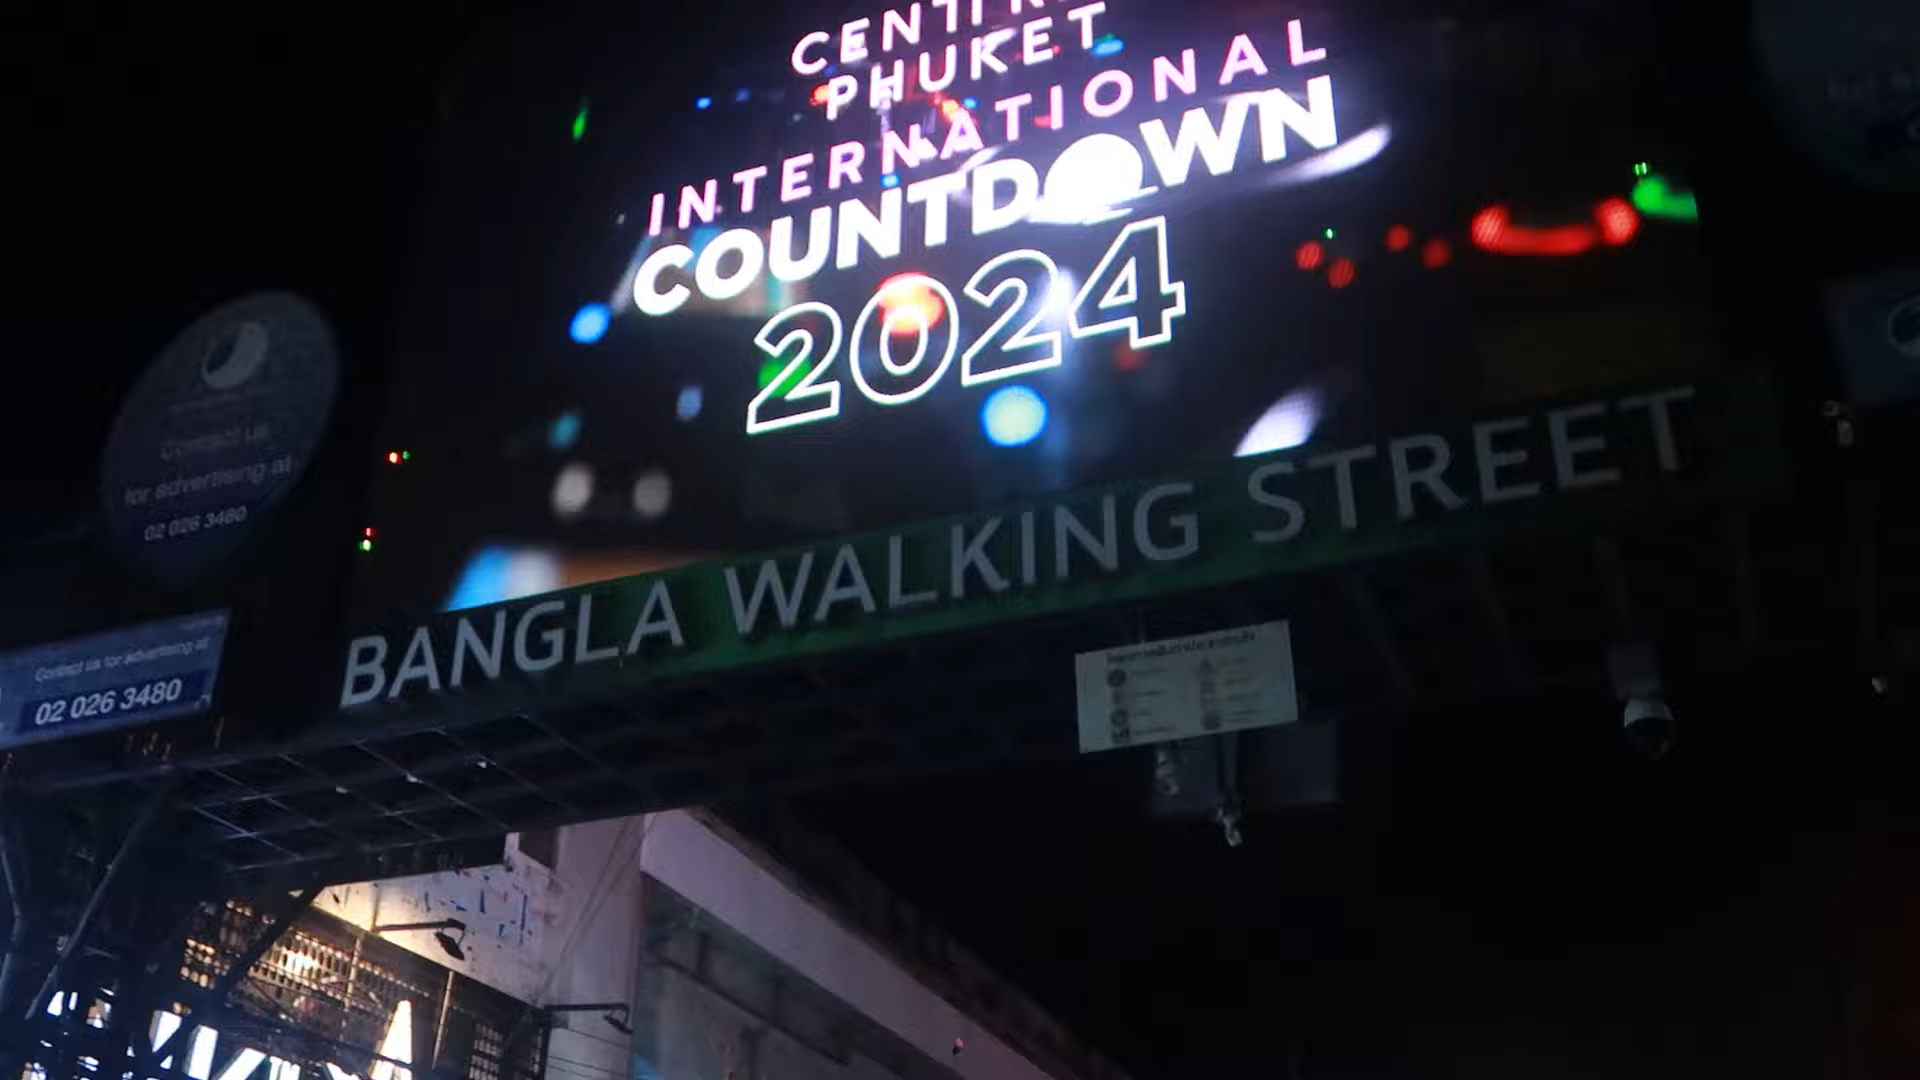 PHUKET
INTERNATIONAL
COUNTDOWN
2024
BANGLA WALKING STREET
Contact us
for advertising at
02 026 3480
Contact us for advertising at
02 026 3480